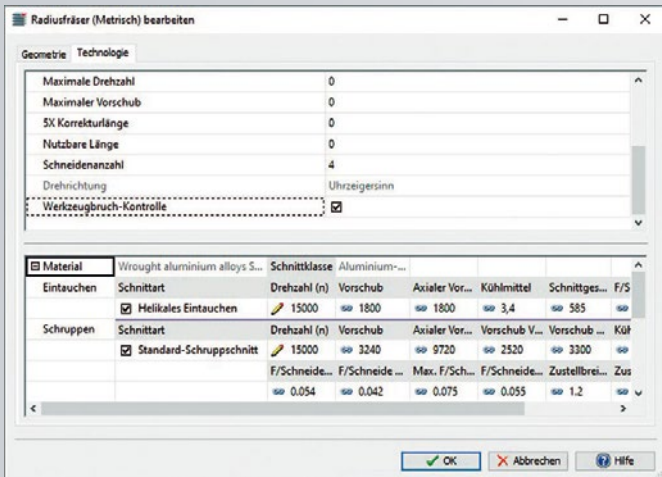 Radiusfräser (Metrisch) bearbeiten
Geometrie Technologie
Maximale Drehzahl 0
Maximaler Vorschub 0
5X Korrekturlänge 0
Nutzbare Länge 0
Schneidenanzahl 4
Drehrichtung Uhrzeigersinn
Werkzeugbruch-Kontrolle
Material Wrought aluminium alloys S... Schnittklasse Aluminium-...
Eintauchen Schnittart Drehzahl (n) Vorschub Axialer Vor... Kühlmittel Schnittges... F/S
Helikales Eintauchen 15000 1800 1800 3,4 585
Schruppen Schnittart Drehzahl (n) Vorschub Axialer Vor... Vorschub V... Vorschub ... Küh
Standard-Schruppschnitt 15000 3240 9720 2520 3300
F/Schneide... F/Schneide ... Max. F/Sch... F/Schneide... Zustellbrei... Zus
0.054 0.042 0.075 0.055 1.2
OK Abbrechen Hilfe